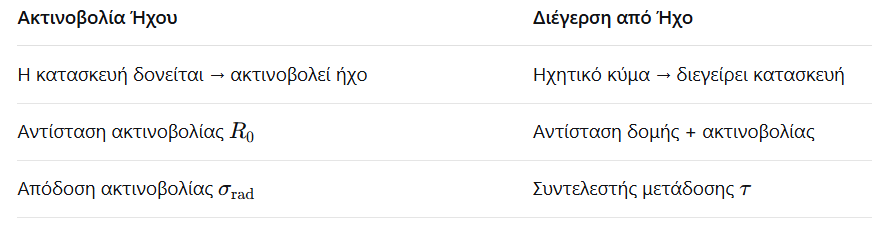 Ακτινοβολία Ήχου Διέγερση από Ήχο
Η κατασκευή δονείται → ακτινοβολεί ήχο Ηχητικό κύμα → διεγείρει κατασκευή
Αντίσταση ακτινοβολίας R₀ Αντίσταση δομής + ακτινοβολίας
Απόδοση ακτινοβολίας σ_rad Συντελεστής μετάδοσης τ